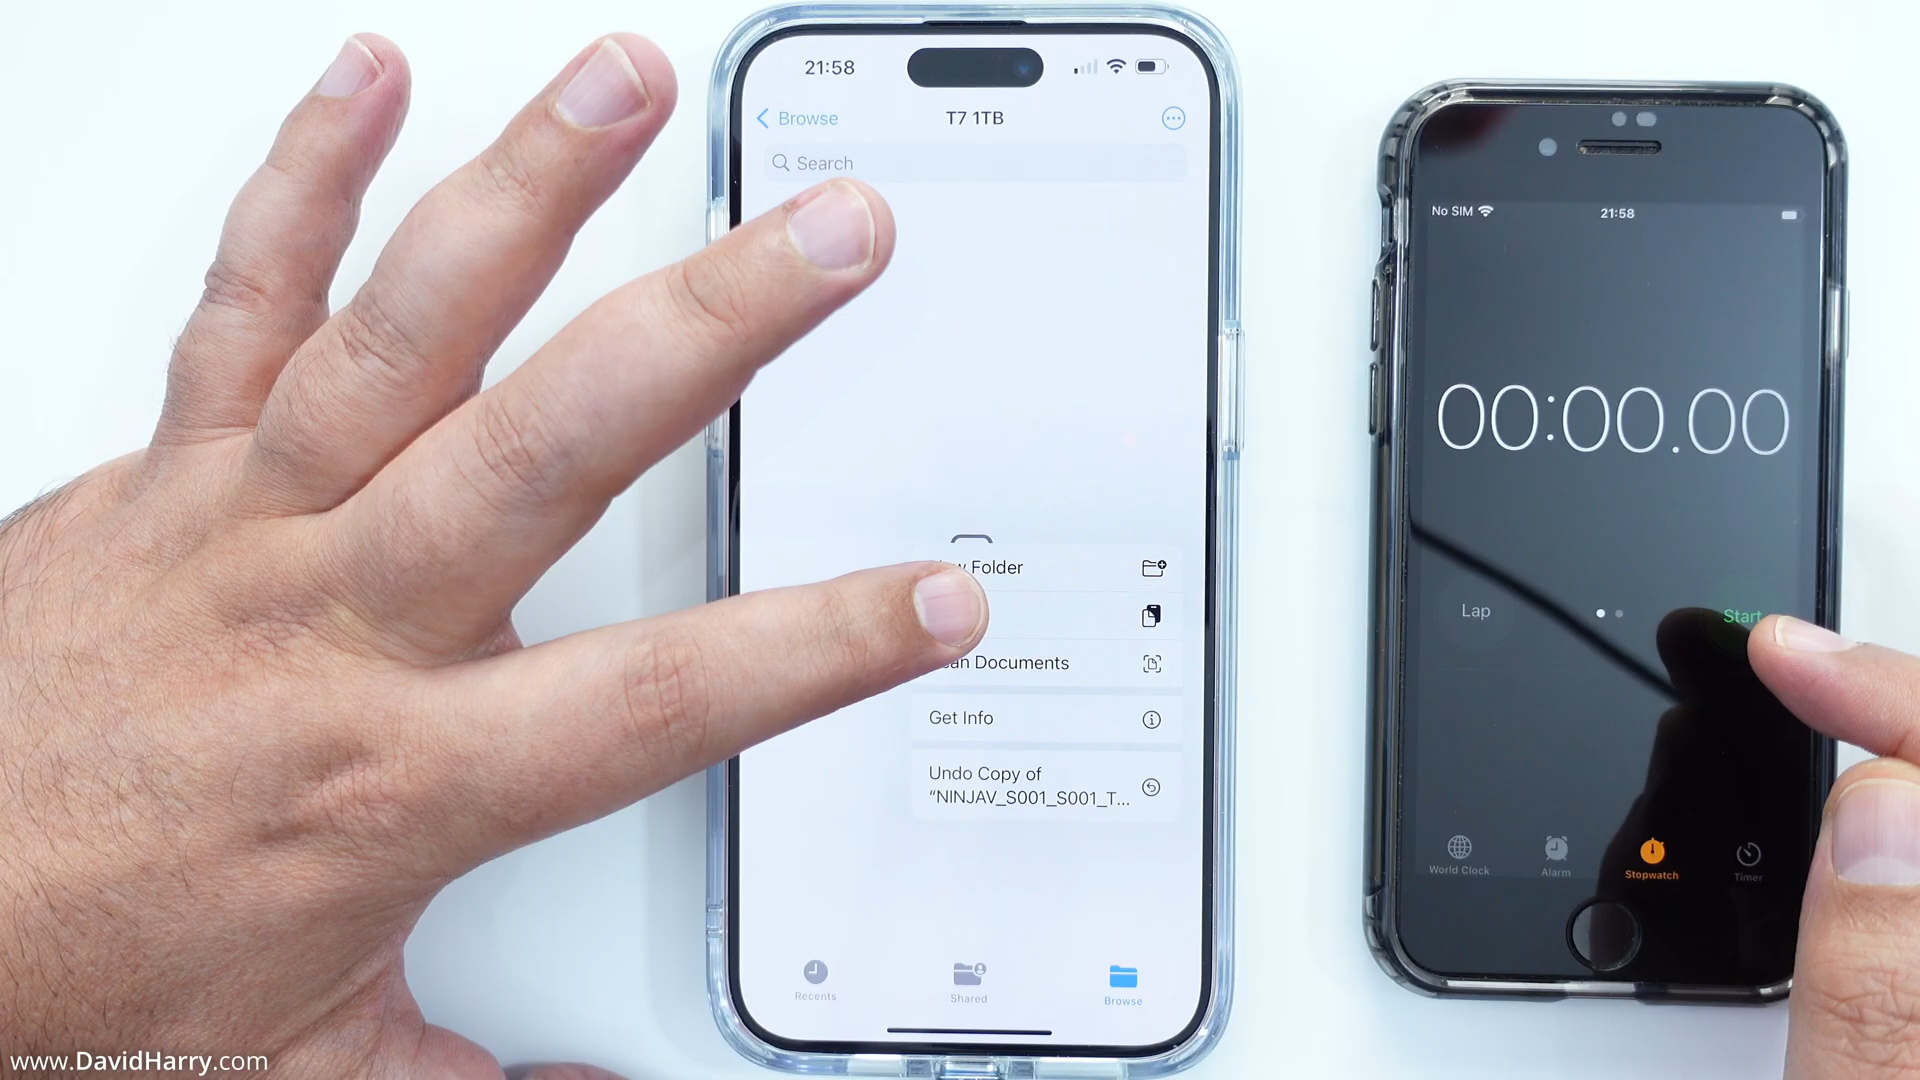 21:58
Browse
T7 1TB
Search
Folder
Documents
Get Info
Undo Copy of
“NINJAV_S001_S001_T...
Recents
Shared
Browse
No SIM
21:58
00:00.00
Lap
Start
World Clock
Alarm
Stopwatch
Timer
www.DavidHarry.com